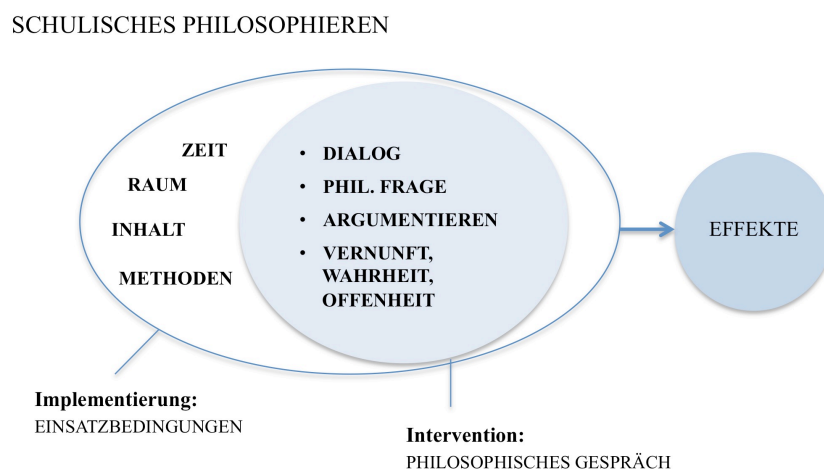 SCHULISCHES PHILOSOPHIEREN
ZEIT
RAUM
INHALT
METHODEN
• DIALOG
• PHIL. FRAGE
• ARGUMENTIEREN
• VERNUNFT,
WAHRHEIT,
OFFENHEIT
EFFEKTE
Implementierung:
EINSATZBEDINGUNGEN
Intervention:
PHILOSOPHISCHES GESPRÄCH